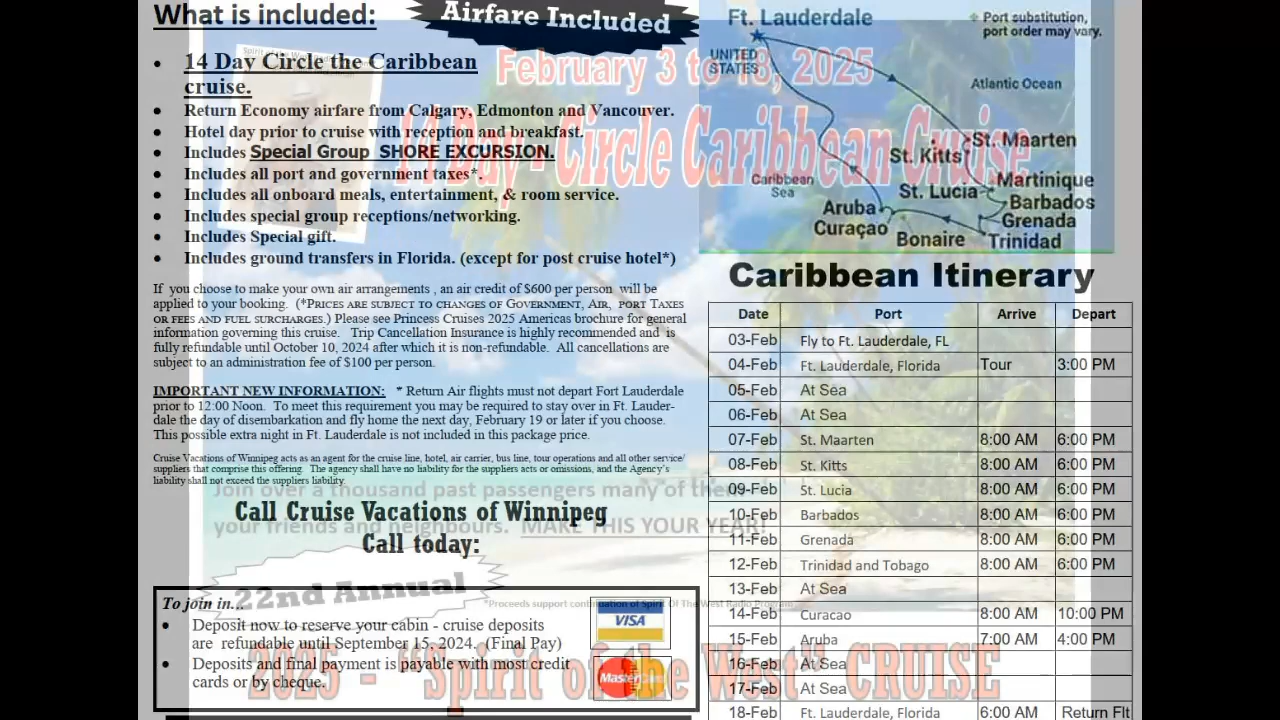 What is included:
Airfare Included
14 Day Circle the Caribbean
cruise.
Return Economy airfare from Calgary, Edmonton and Vancouver.
Hotel day prior to cruise with reception and breakfast.
Includes Special Group SHORE EXCURSION.
Includes all port and government taxes*.
Includes all onboard meals, entertainment, & room service.
Includes special group receptions/networking.
Includes Special gift.
Includes ground transfers in Florida. (except for post cruise hotel*)
If you choose to make your own air arrangements , an air credit of $600 per person will be
applied to your booking. (*PRICES ARE SUBJECT TO CHANGES OF GOVERNMENT, AIR, PORT TAXES
OR FEES AND FUEL SURCHARGES.) Please see Princess Cruises 2025 Americas brochure for general
information governing this cruise. Trip Cancellation Insurance is highly recommended and is
fully refundable until October 10, 2024 after which it is non-refundable. All cancellations are
subject to an administration fee of $100 per person.
IMPORTANT NEW INFORMATION: * Return Air flights must not depart Fort Lauderdale
prior to 12:00 Noon. To meet this requirement you may be required to stay over in Ft. Lauder-
dale the day of disembarkation and fly home the next day, February 19 or later if you choose.
This possible extra night in Ft. Lauderdale is not included in this package price.
Cruise Vacations of Winnipeg acts as an agent for the cruise line, hotel, air carrier, bus line, tour operations and all other service/
suppliers that comprise this offering. The agency shall have no liability for the suppliers acts or omissions, and the Agency's
liability shall not exceed the suppliers liability.
Join over a thousand past passengers many of them
your friends and neighbours. MAKE THIS YOUR YEAR!
Call Cruise Vacations of Winnipeg
Call today:
22nd Annual
*Proceeds support continuation of Spirit Of The West Radio Program
To join in...
Deposit now to reserve your cabin - cruise deposits
are refundable until September 15, 2024. (Final Pay)
Deposits and final payment is payable with most credit
cards or by cheque.
VISA
MasterCard
2025 - "Spirit of the West" CRUISE
February 3 to 18, 2025
14 Day - Circle Caribbean Cruise
Ft. Lauderdale
Port substitution,
port order may vary.
UNITED
STATES
Atlantic Ocean
St. Maarten
St. Kitts
Caribbean
Sea
Martinique
St. Lucia
Barbados
Aruba
Grenada
Curaçao
Bonaire
Trinidad
Caribbean Itinerary
Date Port Arrive Depart
03-Feb Fly to Ft. Lauderdale, FL
04-Feb Ft. Lauderdale, Florida Tour 3:00 PM
05-Feb At Sea
06-Feb At Sea
07-Feb St. Maarten 8:00 AM 6:00 PM
08-Feb St. Kitts 8:00 AM 6:00 PM
09-Feb St. Lucia 8:00 AM 6:00 PM
10-Feb Barbados 8:00 AM 6:00 PM
11-Feb Grenada 8:00 AM 6:00 PM
12-Feb Trinidad and Tobago 8:00 AM 6:00 PM
13-Feb At Sea
14-Feb Curacao 8:00 AM 10:00 PM
15-Feb Aruba 7:00 AM 4:00 PM
16-Feb At Sea
17-Feb At Sea
18-Feb Ft. Lauderdale, Florida 6:00 AM Return Flt